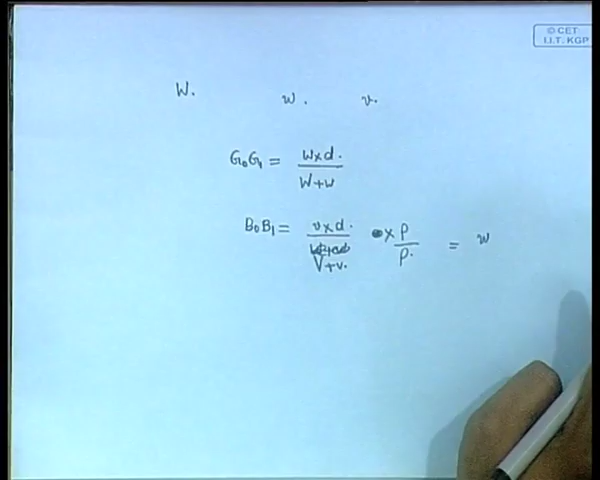 © CET
I.I.T. KGP
W. w. v.
G₀G₁ = w×d. / W+w
B₀B₁ = v×d. / V+v. × ρ / ρ. = w